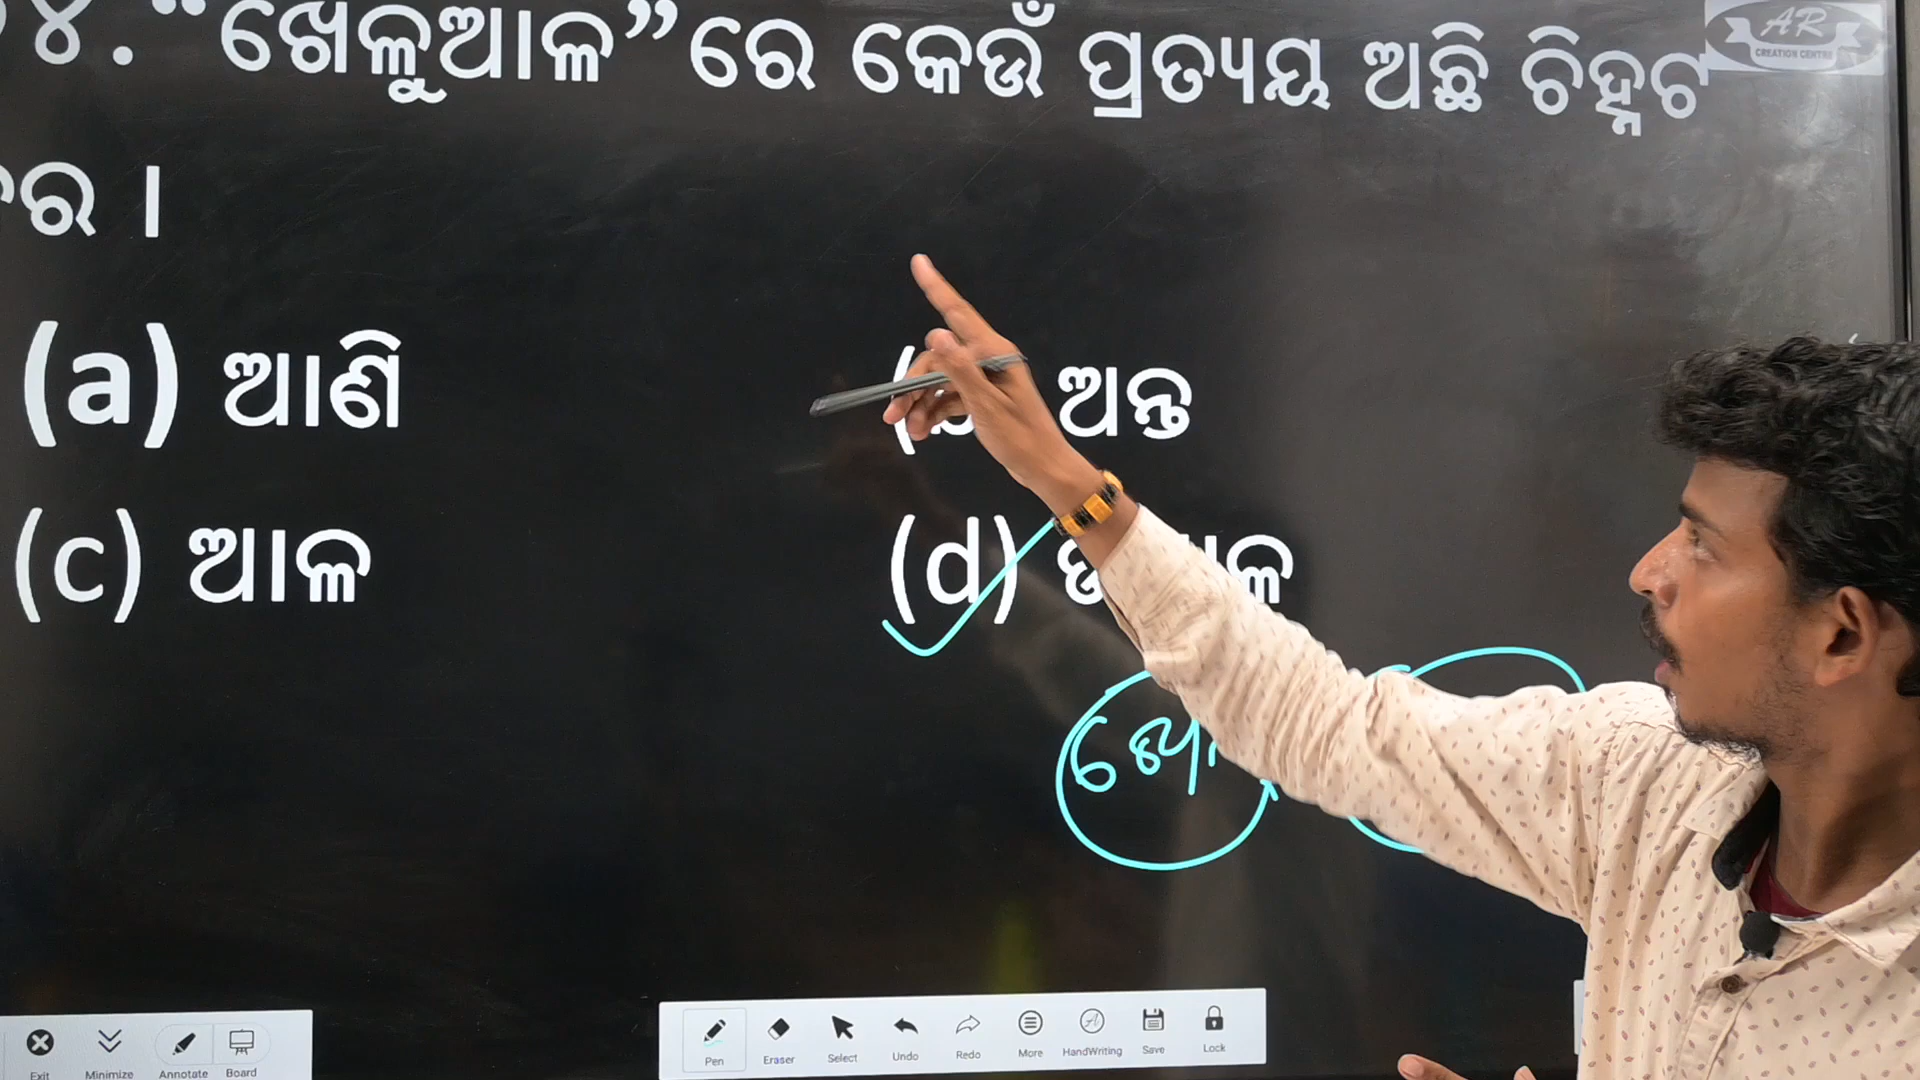 ୪. “ଖେଳୁଆଳ”ରେ କେଉଁ ପ୍ରତ୍ୟୟ ଅଛି ଚିହ୍ନଟ
କର ।
AR
CREATION CENTRE
(a) ଆଣି
ଅନ୍ତ
(c) ଆଳ
(d)
Exit
Minimize
Annotate
Board
Pen
Eraser
Select
Undo
Redo
More
HandWriting
Save
Lock